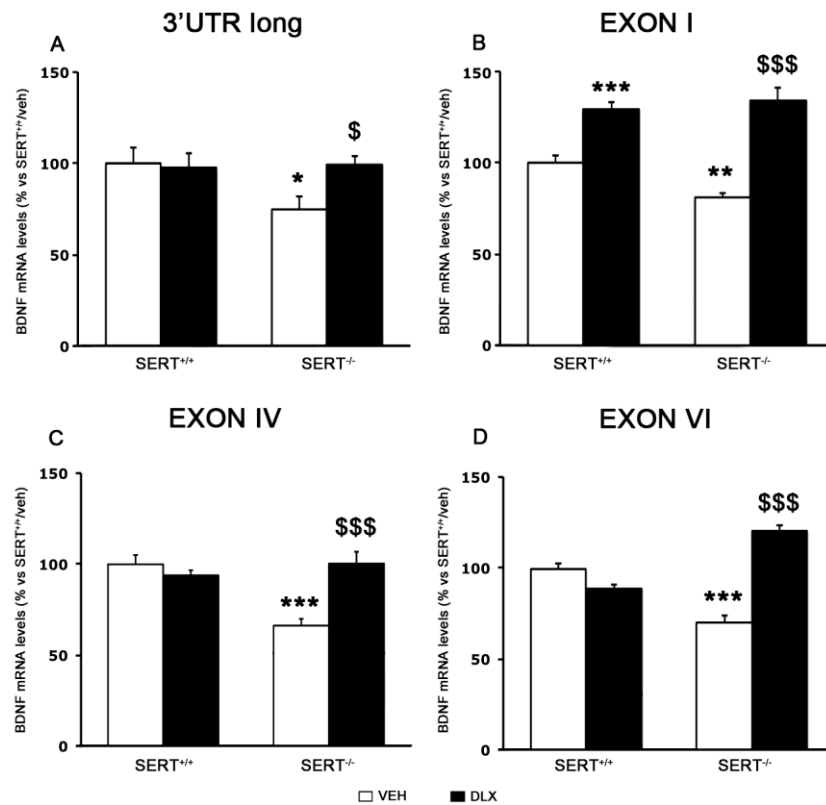 3'UTR long
A
BDNF mRNA levels (% vs SERT+/+/veh)
150
100
50
0
*
$
SERT+/+
SERT-/-
EXON I
B
BDNF mRNA levels (% vs SERT+/+/veh)
150
100
50
0
***
**
$$$
SERT+/+
SERT-/-
EXON IV
C
BDNF mRNA levels (% vs SERT+/+/veh)
150
100
50
0
***
$$$
SERT+/+
SERT-/-
EXON VI
D
BDNF mRNA levels (% vs SERT+/+/veh)
150
100
50
0
***
$$$
SERT+/+
SERT-/-
VEH
DLX